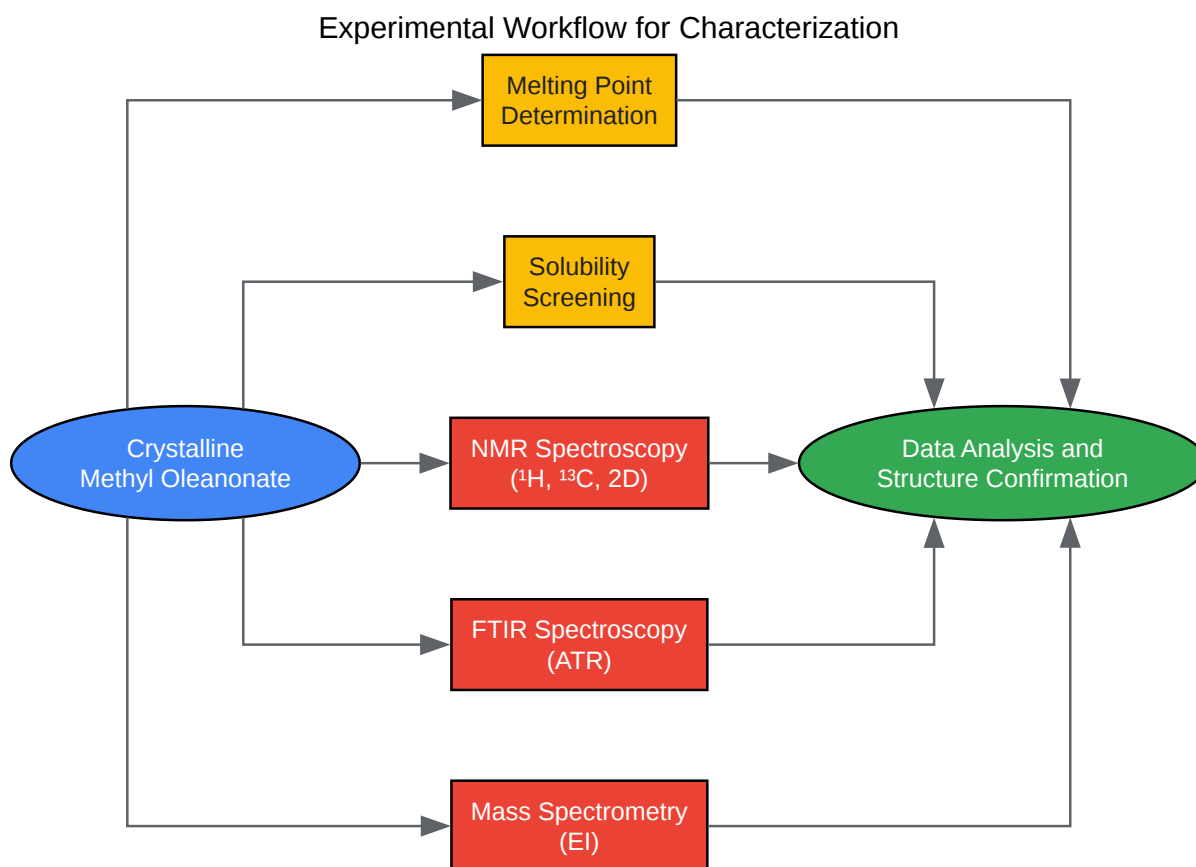 Experimental Workflow for Characterization
Melting Point
Determination
Solubility
Screening
Crystalline
Methyl Oleanonate
NMR Spectroscopy
(¹H, ¹³C, 2D)
Data Analysis and
Structure Confirmation
FTIR Spectroscopy
(ATR)
Mass Spectrometry
(EI)